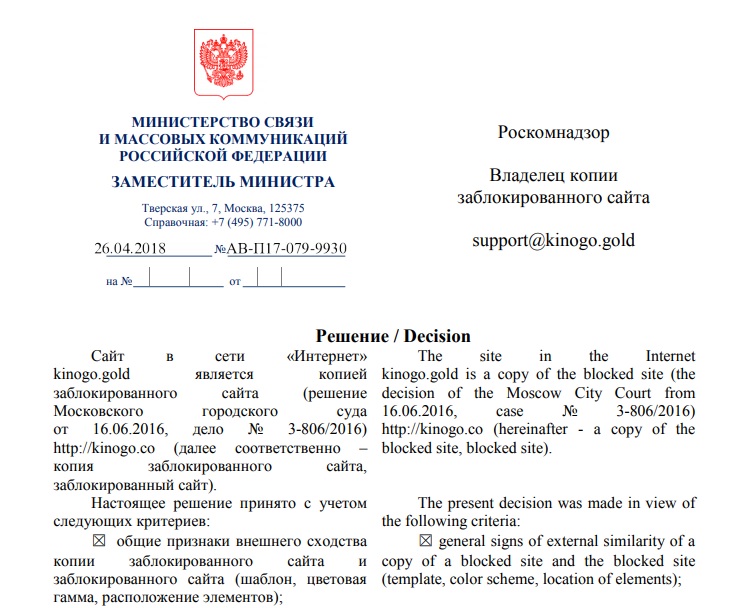 МИНИСТЕРСТВО СВЯЗИ
И МАССОВЫХ КОММУНИКАЦИЙ
РОССИЙСКОЙ ФЕДЕРАЦИИ
ЗАМЕСТИТЕЛЬ МИНИСТРА
Тверская ул., 7, Москва, 125375
Справочная: +7 (495) 771-8000
26.04.2018 № АВ-П17-079-9930
на № от
Роскомнадзор
Владелец копии
заблокированного сайта
support@kinogo.gold
Решение / Decision
Сайт в сети «Интернет»
kinogo.gold является копией
заблокированного сайта (решение
Московского городского суда
от 16.06.2016, дело № 3-806/2016)
http://kinogo.co (далее соответственно –
копия заблокированного сайта,
заблокированный сайт).
Настоящее решение принято с учетом
следующих критериев:
☒ общие признаки внешнего сходства
копии заблокированного сайта и
заблокированного сайта (шаблон, цветовая
гамма, расположение элементов);
The site in the Internet
kinogo.gold is a copy of the blocked site (the
decision of the Moscow City Court from
16.06.2016, case № 3-806/2016)
http://kinogo.co (hereinafter - a copy of the
blocked site, blocked site).
The present decision was made in view of
the following criteria:
☒ general signs of external similarity of a
copy of a blocked site and the blocked site
(template, color scheme, location of elements);